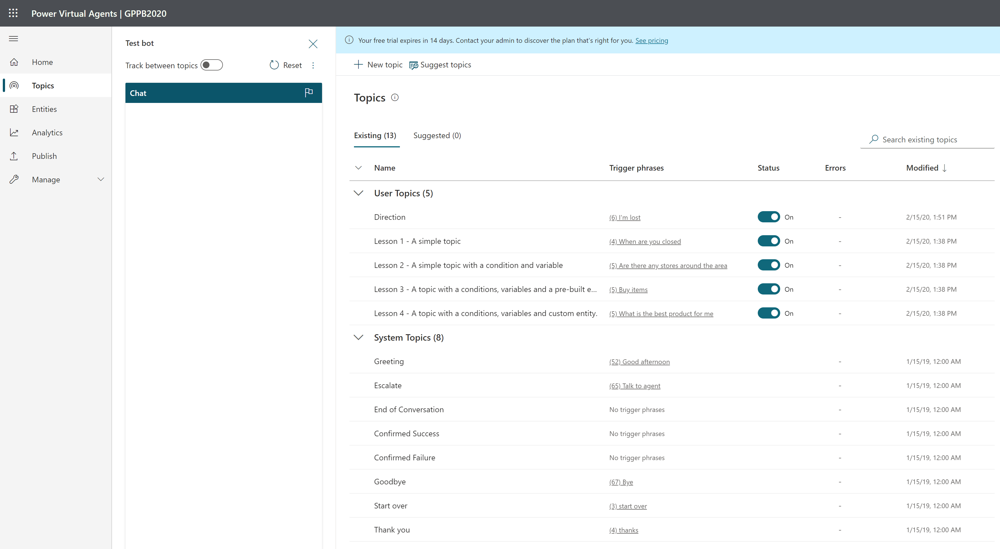 Power Virtual Agents | GPPB2020
Home
Topics
Entities
Analytics
Publish
Manage
Test bot
Track between topics
Reset
Chat
Your free trial expires in 14 days. Contact your admin to discover the plan that's right for you. See pricing
New topic Suggest topics
Topics
Existing (13) Suggested (0)
Search existing topics
Name Trigger phrases Status Errors Modified
User Topics (5)
Direction (6) I'm lost On - 2/15/20, 1:51 PM
Lesson 1 - A simple topic (4) When are you closed On - 2/15/20, 1:38 PM
Lesson 2 - A simple topic with a condition and variable (5) Are there any stores around the area On - 2/15/20, 1:38 PM
Lesson 3 - A topic with a conditions, variables and a pre-built e... (5) Buy items On - 2/15/20, 1:38 PM
Lesson 4 - A topic with a conditions, variables and custom entity. (5) What is the best product for me On - 2/15/20, 1:38 PM
System Topics (8)
Greeting (52) Good afternoon - 1/15/19, 12:00 AM
Escalate (65) Talk to agent - 1/15/19, 12:00 AM
End of Conversation No trigger phrases - 1/15/19, 12:00 AM
Confirmed Success No trigger phrases - 1/15/19, 12:00 AM
Confirmed Failure No trigger phrases - 1/15/19, 12:00 AM
Goodbye (67) Bye - 1/15/19, 12:00 AM
Start over (3) start over - 1/15/19, 12:00 AM
Thank you (4) thanks - 1/15/19, 12:00 AM